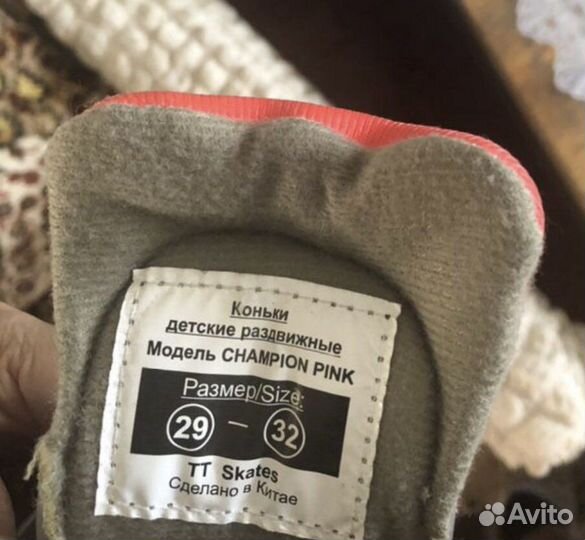 Коньки
детские раздвижные
Модель CHAMPION PINK
Размер/Size:
29 – 32
TT Skates
Сделано в Китае
Avito